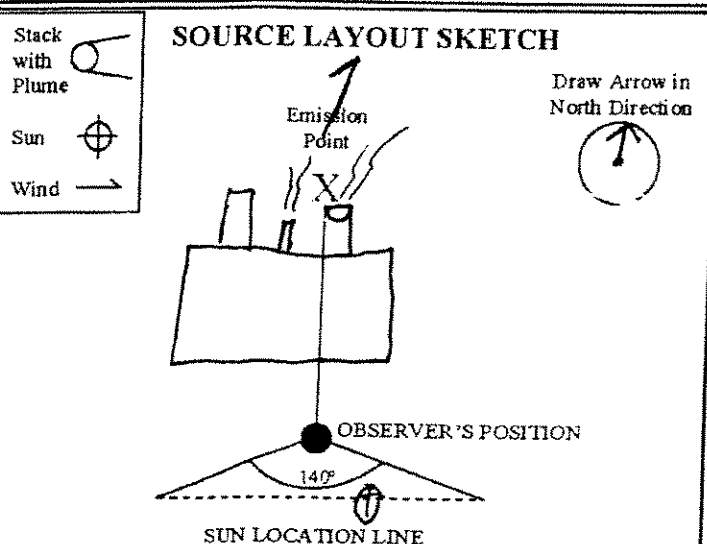 Stack
with
Plume
Sun
Wind
SOURCE LAYOUT SKETCH
Draw Arrow in
North Direction
Emission
Point
X
OBSERVER'S POSITION
140°
SUN LOCATION LINE